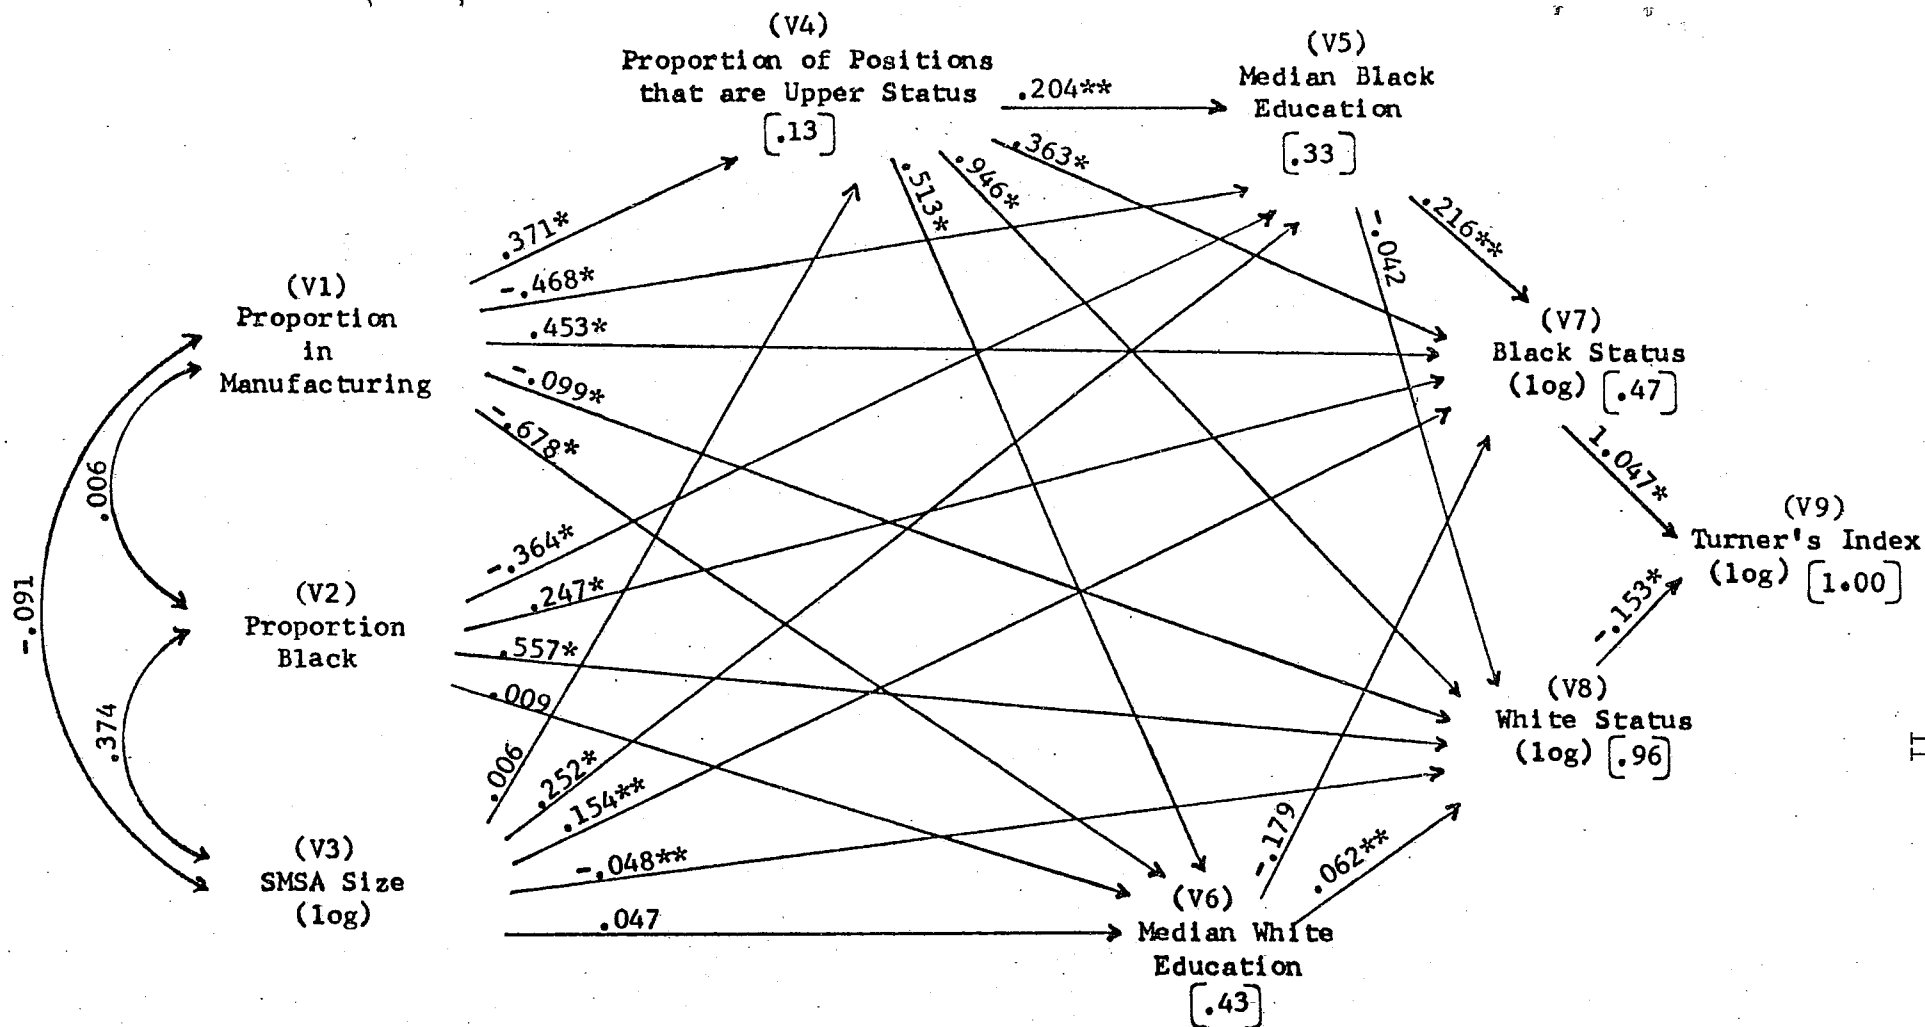 (V4)
Proportion of Positions
that are Upper Status
[.13]
(V5)
Median Black
Education
[.33]
.204**
-.363*
.946*
.513*
.371*
-.468*
.453*
-.099*
-.678*
(V1)
Proportion
in
Manufacturing
.216**
-.042
(V7)
Black Status
(log) [.47]
1.047*
(V9)
Turner's Index
(log) [1.00]
-.153*
.006
-.091
.374
(V2)
Proportion
Black
-.364*
.247*
.557*
.009
(V8)
White Status
(log) [.96]
(V3)
SMSA Size
(log)
.006
.252*
.154**
-.048**
.047
-.179
.062**
(V6)
Median White
Education
[.43]
11